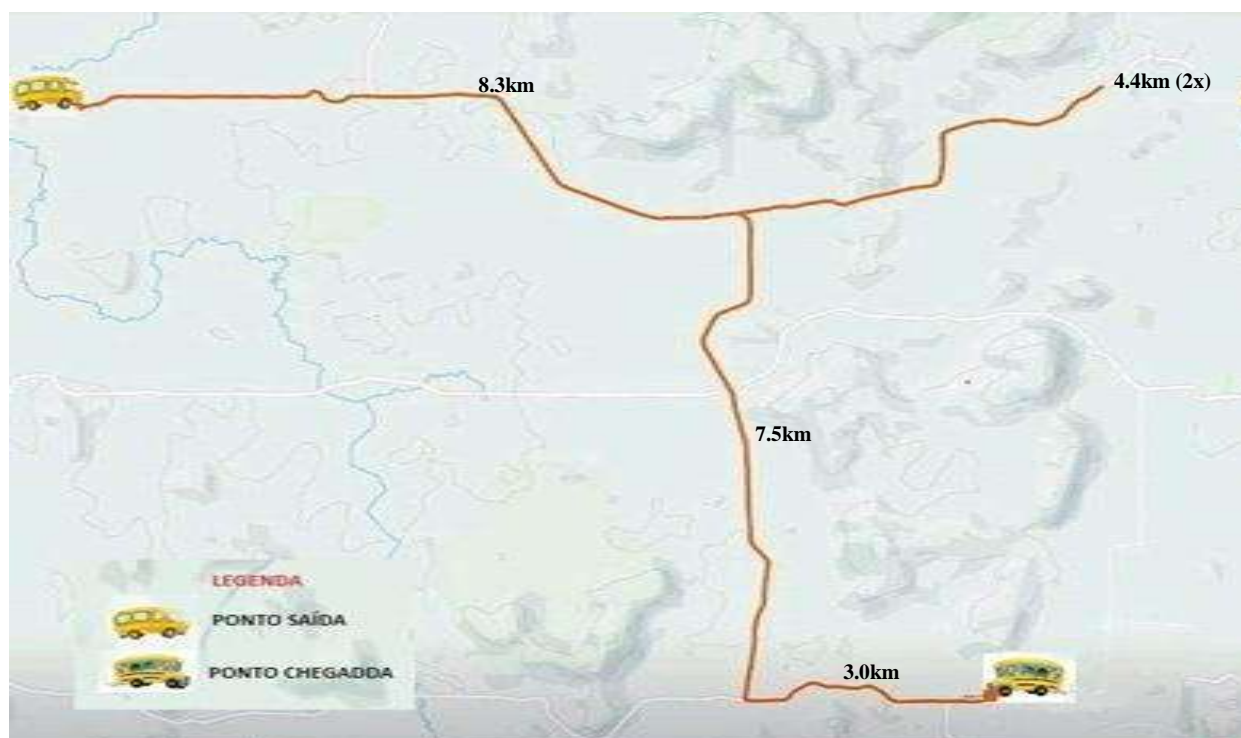 8.3km
4.4km (2x)
7.5km
LEGENDA
PONTO SAÍDA
PONTO CHEGADDA
3.0km